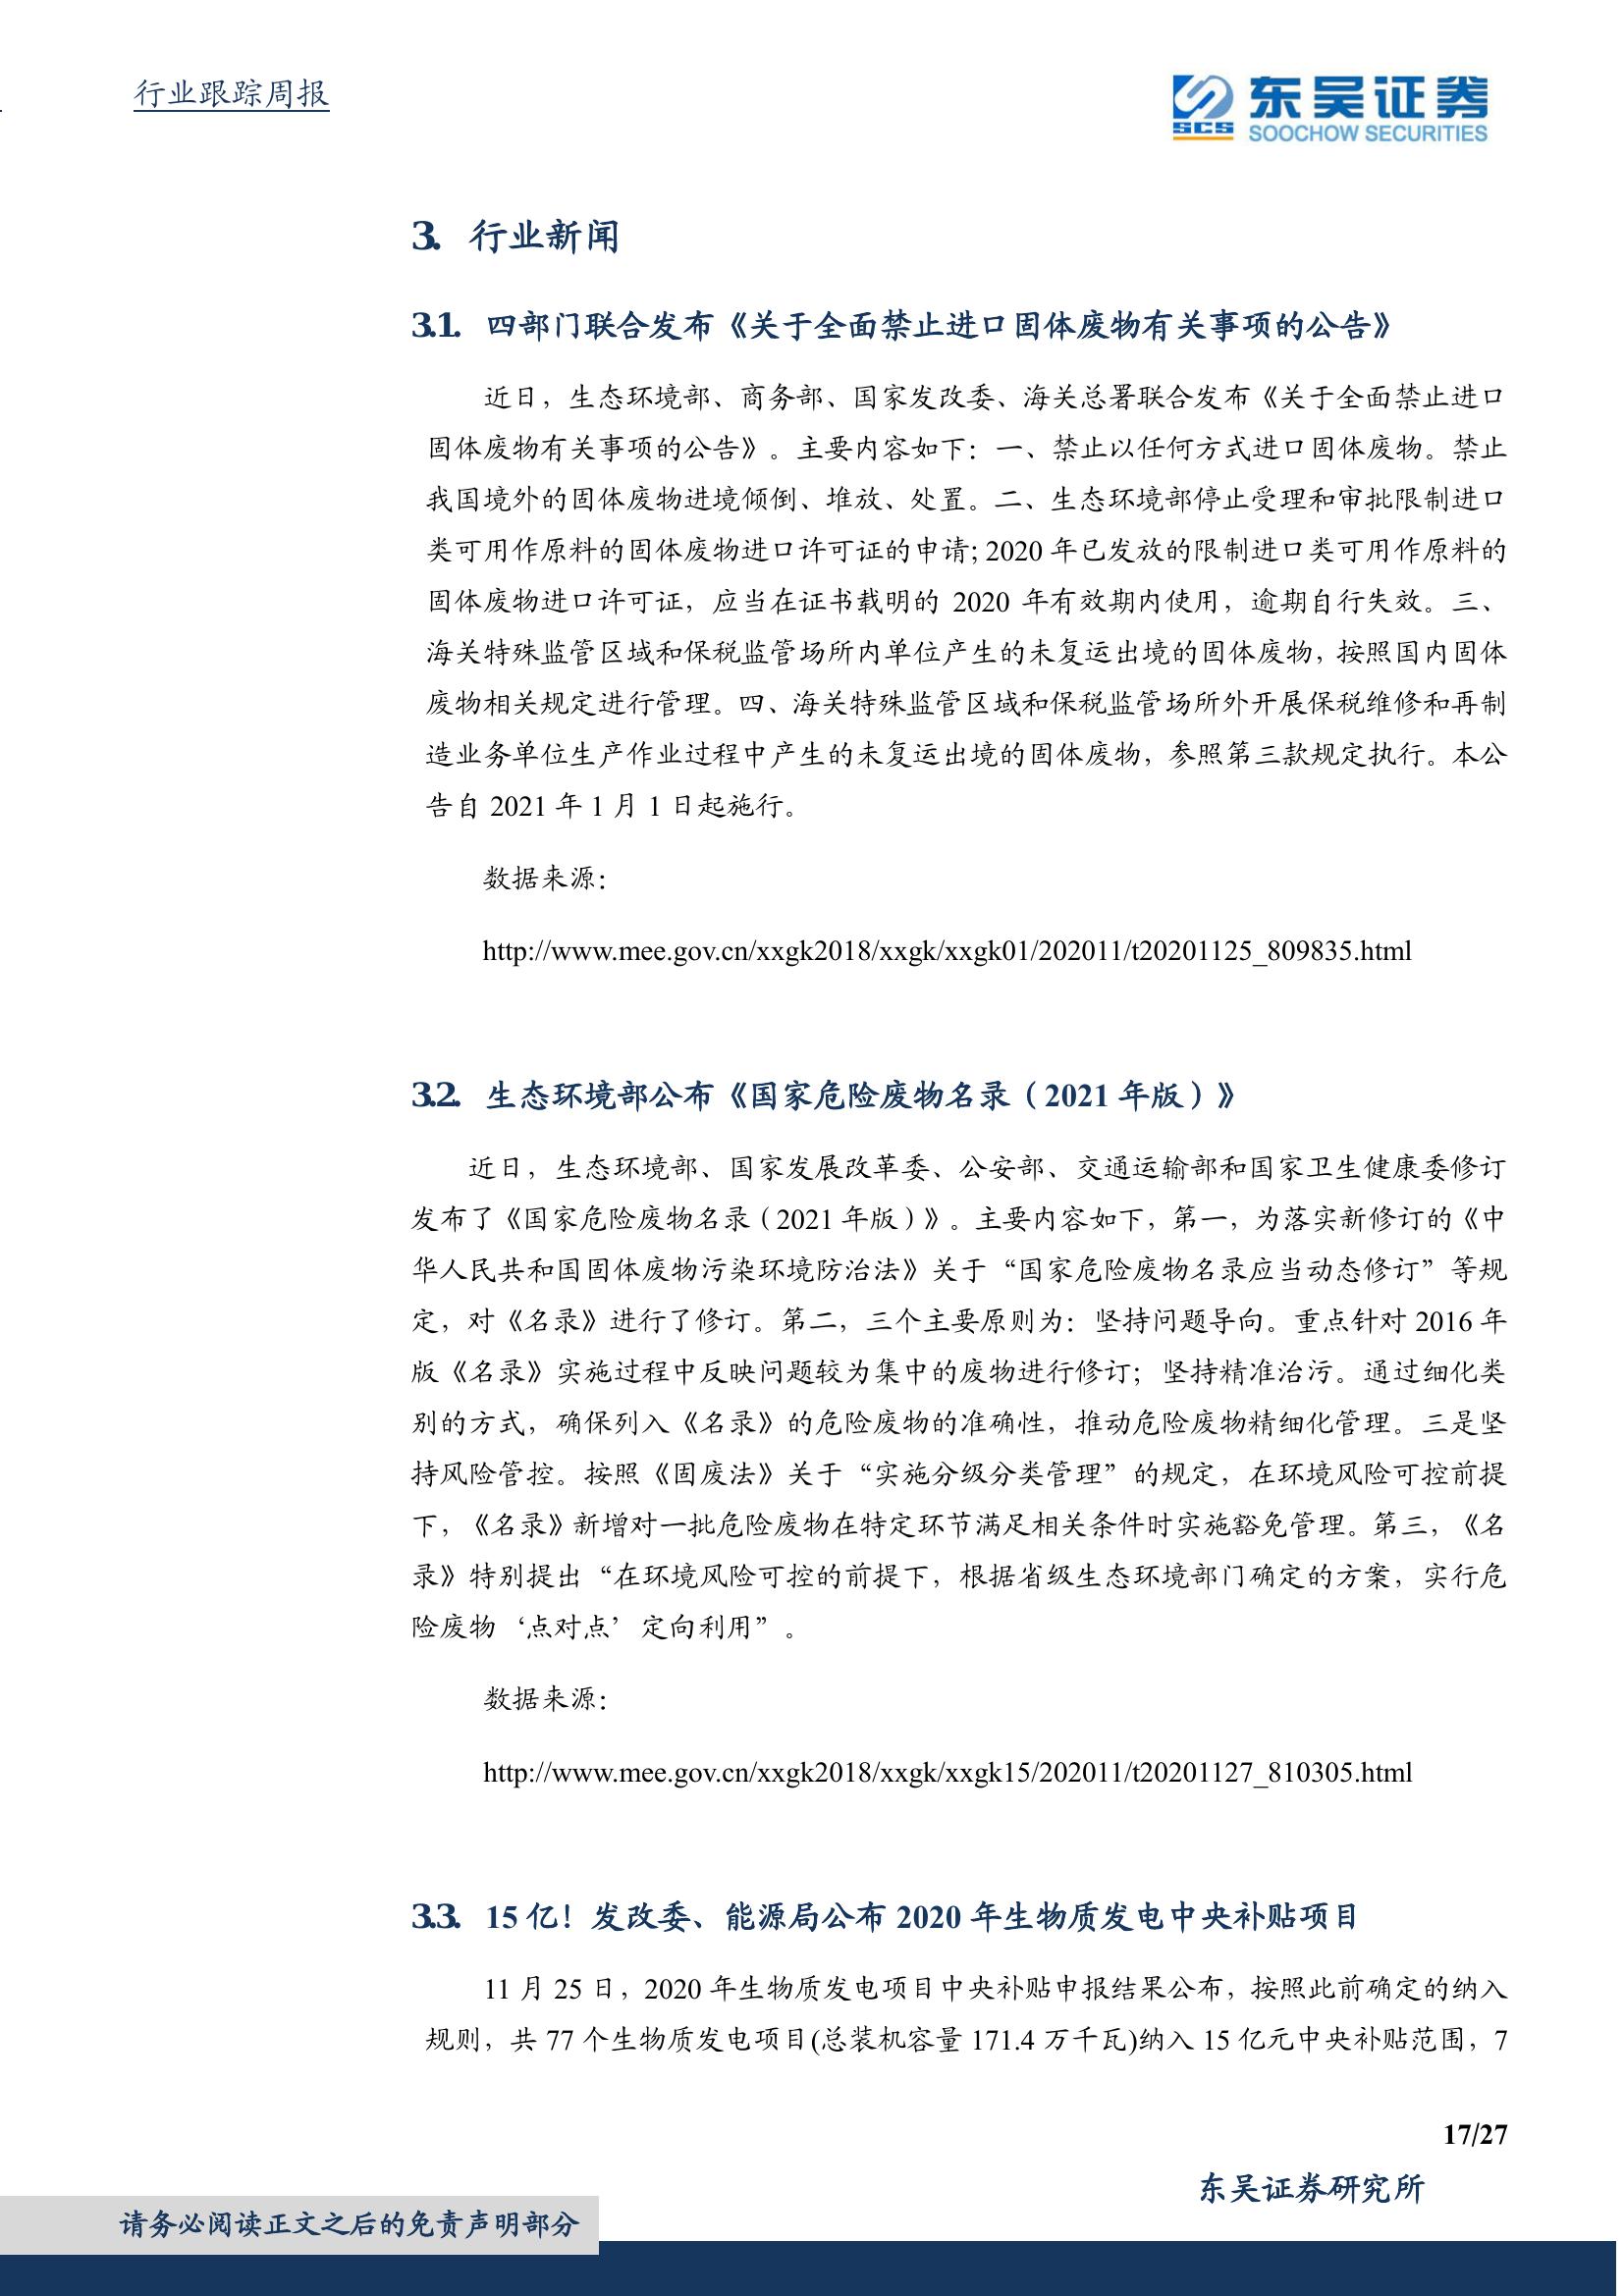 行业跟踪周报
SCS 东吴证券
SOOCHOW SECURITIES
3. 行业新闻
3.1. 四部门联合发布《关于全面禁止进口固体废物有关事项的公告》
近日，生态环境部、商务部、国家发改委、海关总署联合发布《关于全面禁止进口
固体废物有关事项的公告》。主要内容如下：一、禁止以任何方式进口固体废物。禁止
我国境外的固体废物进境倾倒、堆放、处置。二、生态环境部停止受理和审批限制进口
类可用作原料的固体废物进口许可证的申请；2020 年已发放的限制进口类可用作原料的
固体废物进口许可证，应当在证书载明的 2020 年有效期内使用，逾期自行失效。三、
海关特殊监管区域和保税监管场所内单位产生的未复运出境的固体废物，按照国内固体
废物相关规定进行管理。四、海关特殊监管区域和保税监管场所外开展保税维修和再制
造业务单位生产作业过程中产生的未复运出境的固体废物，参照第三款规定执行。本公
告自 2021 年 1 月 1 日起施行。
数据来源：
http://www.mee.gov.cn/xxgk2018/xxgk/xxgk01/202011/t20201125_809835.html
3.2. 生态环境部公布《国家危险废物名录（2021 年版）》
近日，生态环境部、国家发展改革委、公安部、交通运输部和国家卫生健康委修订
发布了《国家危险废物名录（2021 年版）》。主要内容如下，第一，为落实新修订的《中
华人民共和国固体废物污染环境防治法》关于“国家危险废物名录应当动态修订”等规
定，对《名录》进行了修订。第二，三个主要原则为：坚持问题导向。重点针对 2016 年
版《名录》实施过程中反映问题较为集中的废物进行修订；坚持精准治污。通过细化类
别的方式，确保列入《名录》的危险废物的准确性，推动危险废物精细化管理。三是坚
持风险管控。按照《固废法》关于“实施分级分类管理”的规定，在环境风险可控前提
下，《名录》新增对一批危险废物在特定环节满足相关条件时实施豁免管理。第三，《名
录》特别提出“在环境风险可控的前提下，根据省级生态环境部门确定的方案，实行危
险废物‘点对点’定向利用”。
数据来源：
http://www.mee.gov.cn/xxgk2018/xxgk/xxgk15/202011/t20201127_810305.html
3.3. 15 亿！发改委、能源局公布 2020 年生物质发电中央补贴项目
11 月 25 日，2020 年生物质发电项目中央补贴申报结果公布，按照此前确定的纳入
规则，共 77 个生物质发电项目(总装机容量 171.4 万千瓦)纳入 15 亿元中央补贴范围，7
17/27
东吴证券研究所
请务必阅读正文之后的免责声明部分